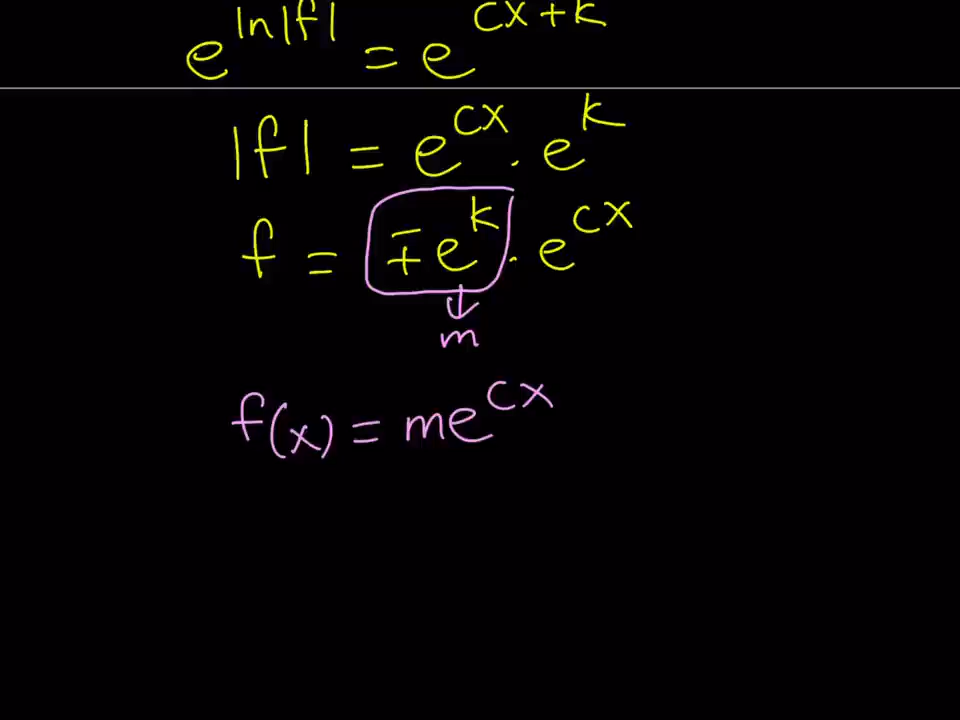 e^{ln|f|} = e^{cx+k}
|f| = e^{cx} · e^k
f = ∓e^k · e^{cx}
↓
m
f(x) = me^{cx}